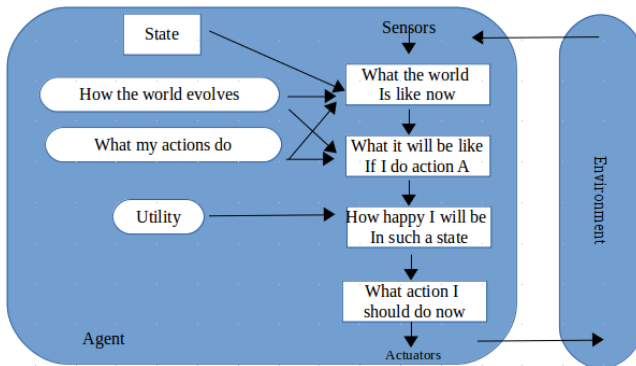 State
Sensors
What the world
Is like now
How the world evolves
What my actions do
What it will be like
If I do action A
Utility
How happy I will be
In such a state
What action I
should do now
Agent
Actuators
Environment